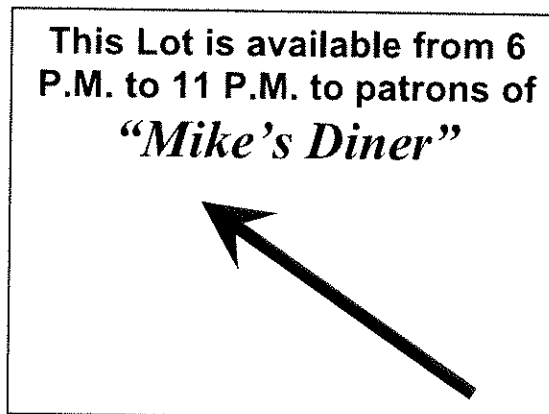 This Lot is available from 6
P.M. to 11 P.M. to patrons of
“Mike’s Diner”